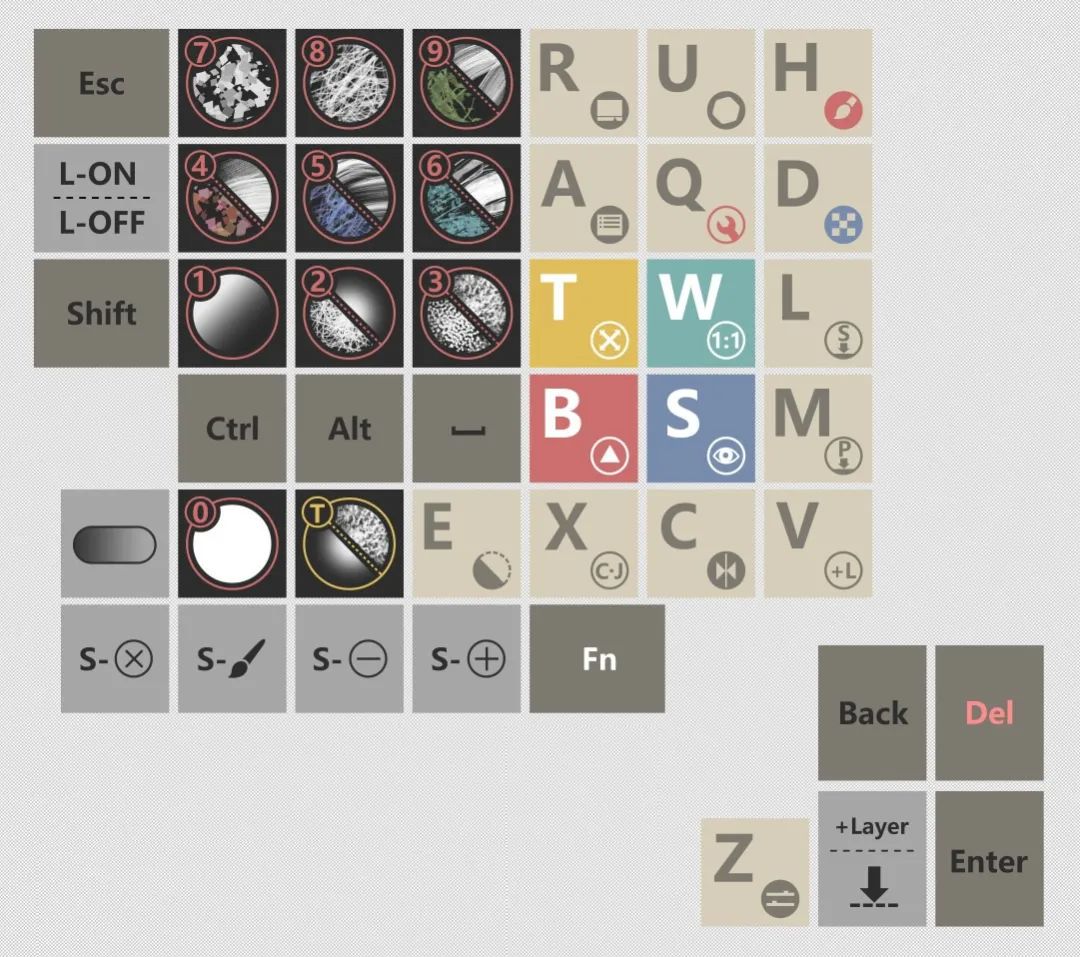 Esc
7
8
9
R
U
H
L-ON
L-OFF
4
5
6
A
Q
D
Shift
1
2
3
T
W
1:1
L
S
Ctrl
Alt
B
S
M
P
0
T
E
X
C·J
C
V
+L
S-
S-
S-
S-
Fn
Back
Del
Z
+Layer
Enter